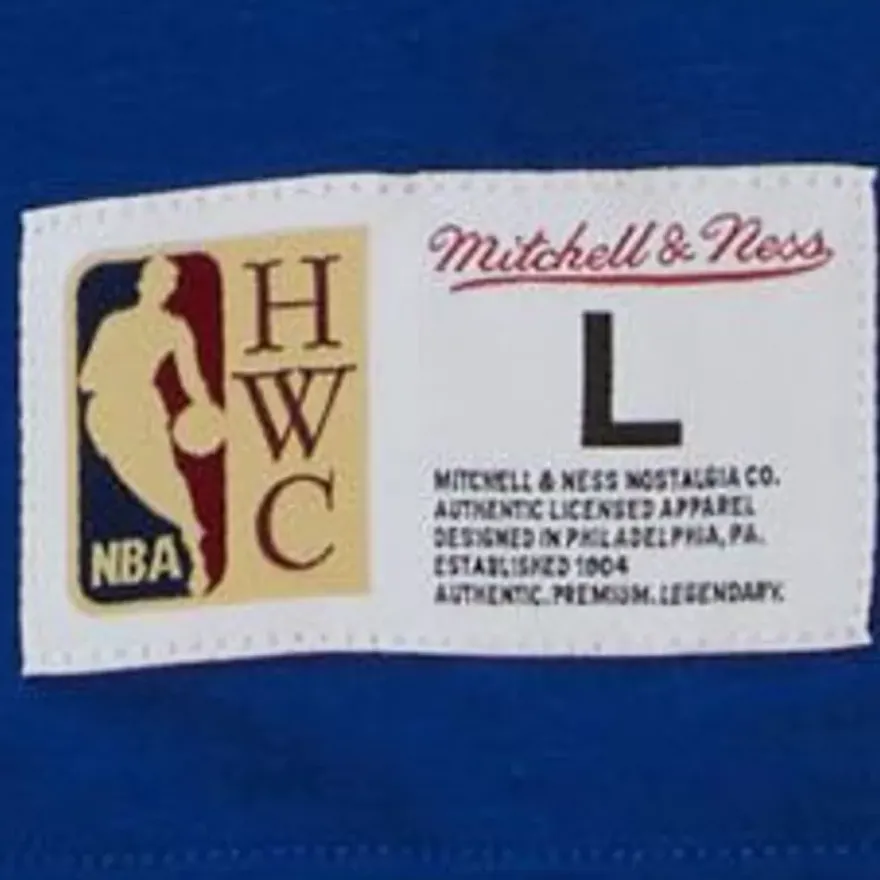 NBA
H
W
C
Mitchell & Ness
L
MITCHELL & NESS NOSTALGIA CO.
AUTHENTIC LICENSED APPAREL
DESIGNED IN PHILADELPHIA, PA.
ESTABLISHED 1904
AUTHENTIC. PREMIUM. LEGENDARY.